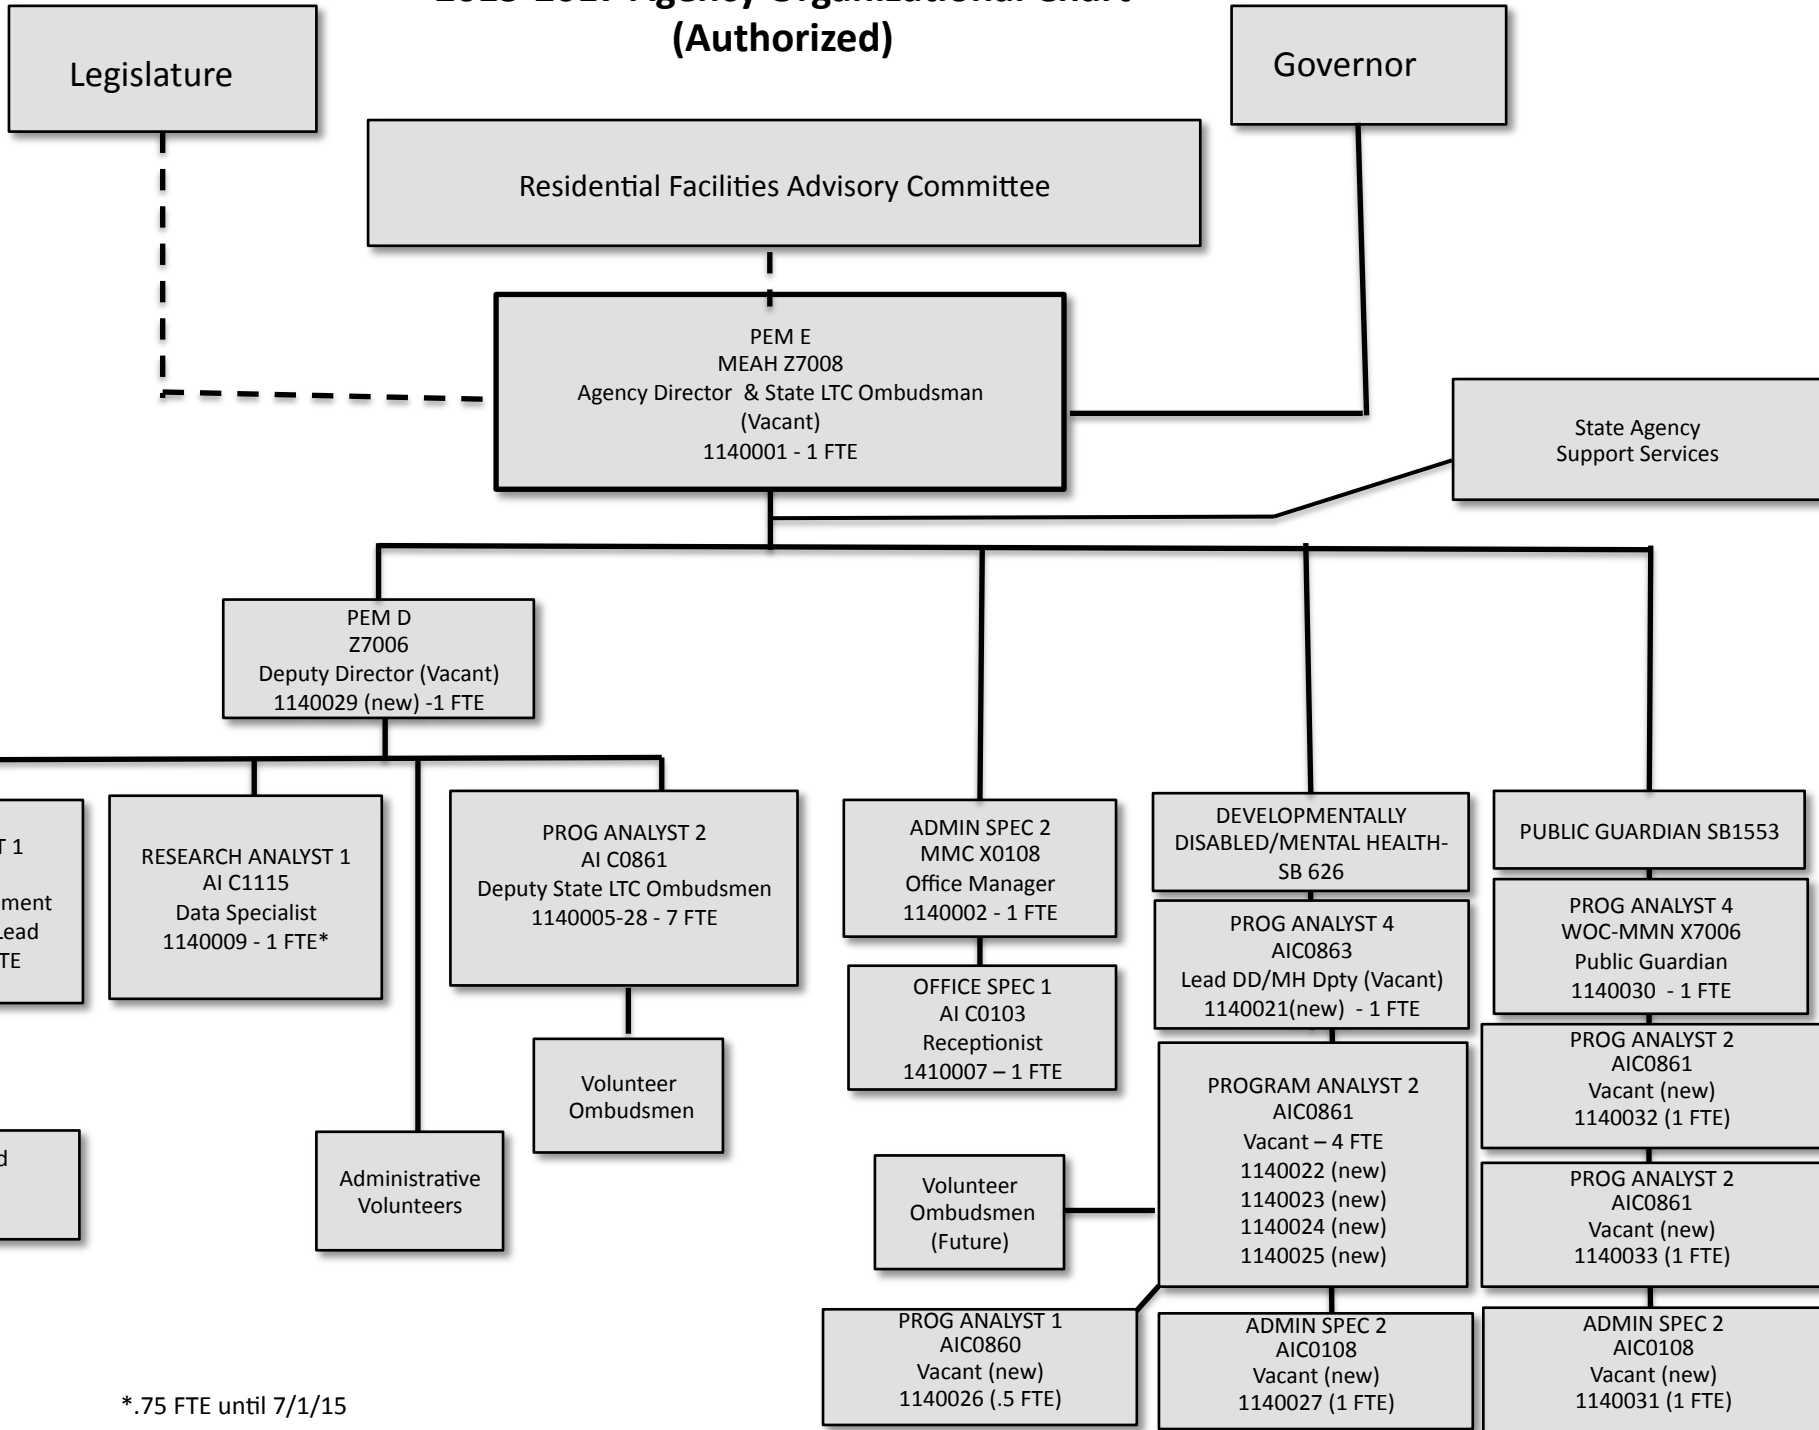 (Authorized)
Legislature
Governor
Residential Facilities Advisory Committee
PEM E
MEAH Z7008
Agency Director & State LTC Ombudsman
(Vacant)
1140001 - 1 FTE
State Agency
Support Services
PEM D
Z7006
Deputy Director (Vacant)
1140029 (new) -1 FTE
RESEARCH ANALYST 1
AI C1115
Data Specialist
1140009 - 1 FTE*
PROG ANALYST 2
AI C0861
Deputy State LTC Ombudsmen
1140005-28 - 7 FTE
Volunteer
Ombudsmen
Administrative
Volunteers
ADMIN SPEC 2
MMC X0108
Office Manager
1140002 - 1 FTE
OFFICE SPEC 1
AI C0103
Receptionist
1410007 – 1 FTE
DEVELOPMENTALLY
DISABLED/MENTAL HEALTH-
SB 626
PROG ANALYST 4
AIC0863
Lead DD/MH Dpty (Vacant)
1140021(new) - 1 FTE
PROGRAM ANALYST 2
AIC0861
Vacant – 4 FTE
1140022 (new)
1140023 (new)
1140024 (new)
1140025 (new)
Volunteer
Ombudsmen
(Future)
PROG ANALYST 1
AIC0860
Vacant (new)
1140026 (.5 FTE)
ADMIN SPEC 2
AIC0108
Vacant (new)
1140027 (1 FTE)
PUBLIC GUARDIAN SB1553
PROG ANALYST 4
WOC-MMN X7006
Public Guardian
1140030 - 1 FTE
PROG ANALYST 2
AIC0861
Vacant (new)
1140032 (1 FTE)
PROG ANALYST 2
AIC0861
Vacant (new)
1140033 (1 FTE)
ADMIN SPEC 2
AIC0108
Vacant (new)
1140031 (1 FTE)
*.75 FTE until 7/1/15